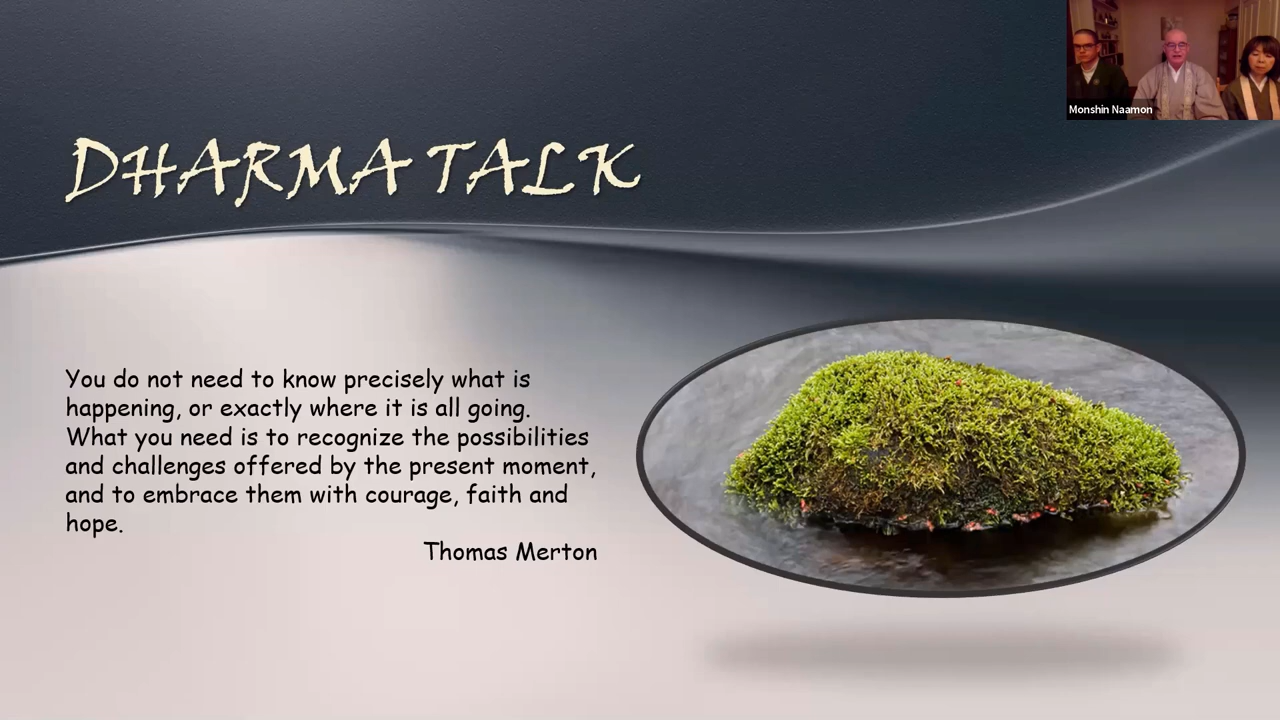 Monshin Naamon
DHARMA TALK
You do not need to know precisely what is
happening, or exactly where it is all going.
What you need is to recognize the possibilities
and challenges offered by the present moment,
and to embrace them with courage, faith and
hope.
Thomas Merton